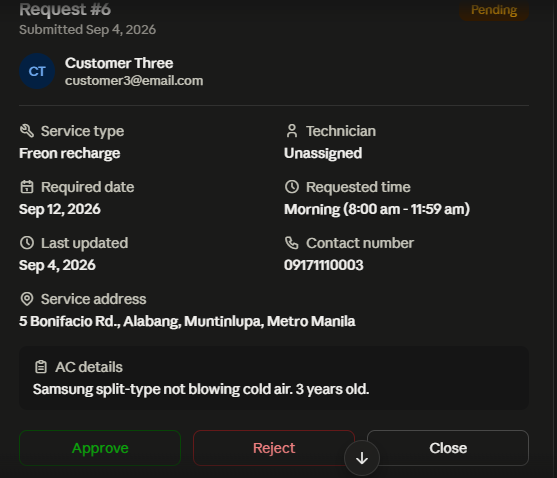 Request #6
Pending
Submitted Sep 4, 2026
CT
Customer Three
customer3@email.com
Service type
Technician
Freon recharge
Unassigned
Required date
Requested time
Sep 12, 2026
Morning (8:00 am - 11:59 am)
Last updated
Contact number
Sep 4, 2026
09171110003
Service address
5 Bonifacio Rd., Alabang, Muntinlupa, Metro Manila
AC details
Samsung split-type not blowing cold air. 3 years old.
Approve
Reject
Close